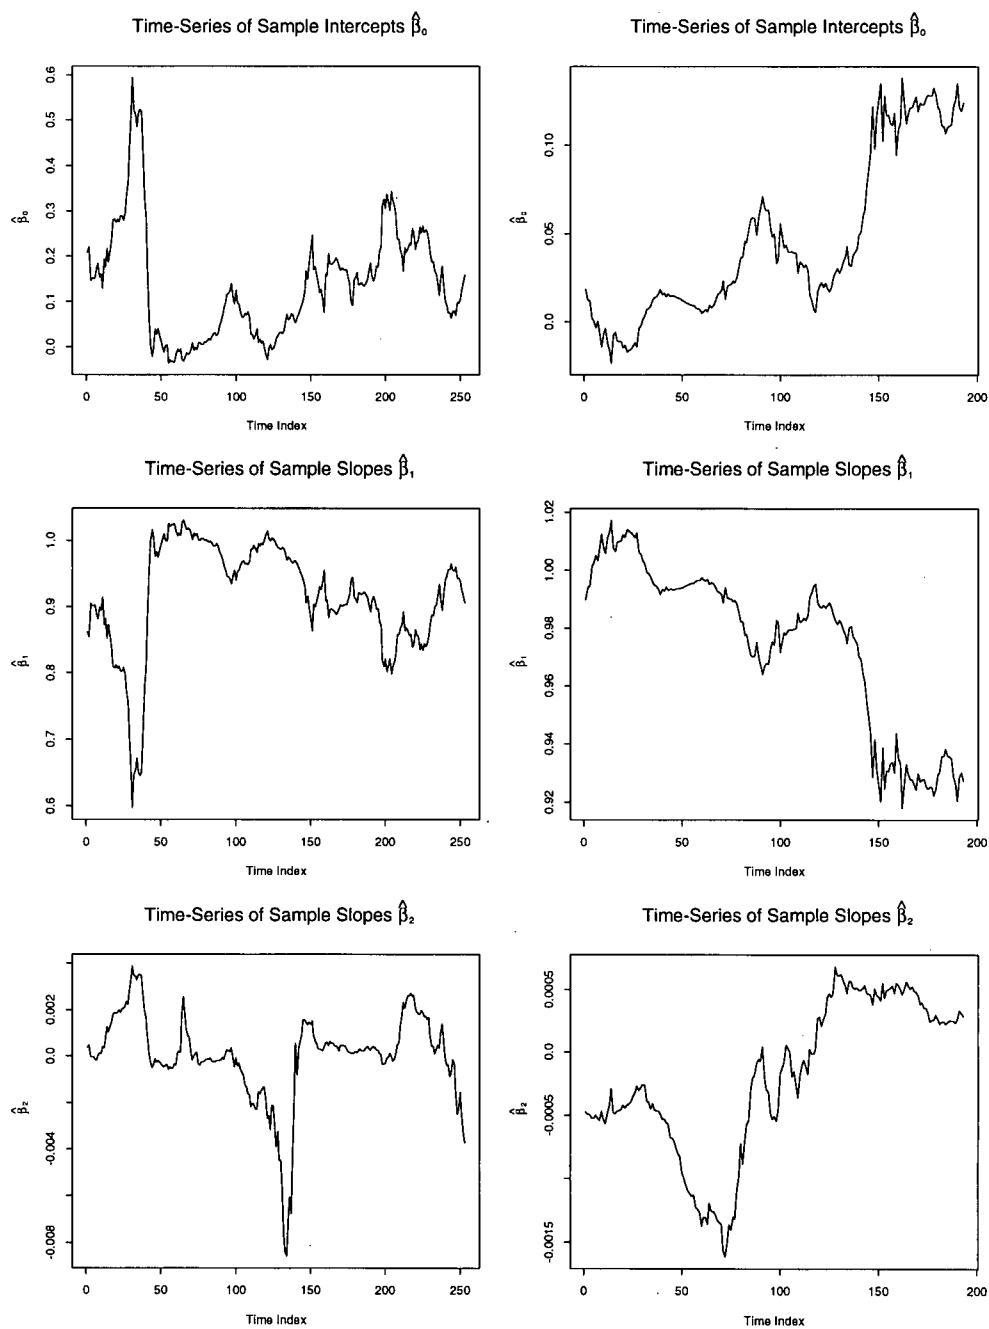 Time-Series of Sample Intercepts β̂₀
Time-Series of Sample Intercepts β̂₀
0.6
0.5
0.4
0.3
0.2
0.1
0.0
β̂₀
0 50 100 150 200 250
Time Index
0.10
0.05
0.0
β̂₀
0 50 100 150 200
Time Index
Time-Series of Sample Slopes β̂₁
Time-Series of Sample Slopes β̂₁
1.0
0.9
0.8
0.7
0.6
β̂₁
0 50 100 150 200 250
Time Index
1.02
1.00
0.98
0.96
0.94
0.92
β̂₁
0 50 100 150 200
Time Index
Time-Series of Sample Slopes β̂₂
Time-Series of Sample Slopes β̂₂
0.002
0.0
-0.004
-0.008
β̂₂
0 50 100 150 200 250
Time Index
0.0005
0.0
-0.0005
-0.0015
β̂₂
0 50 100 150 200
Time Index